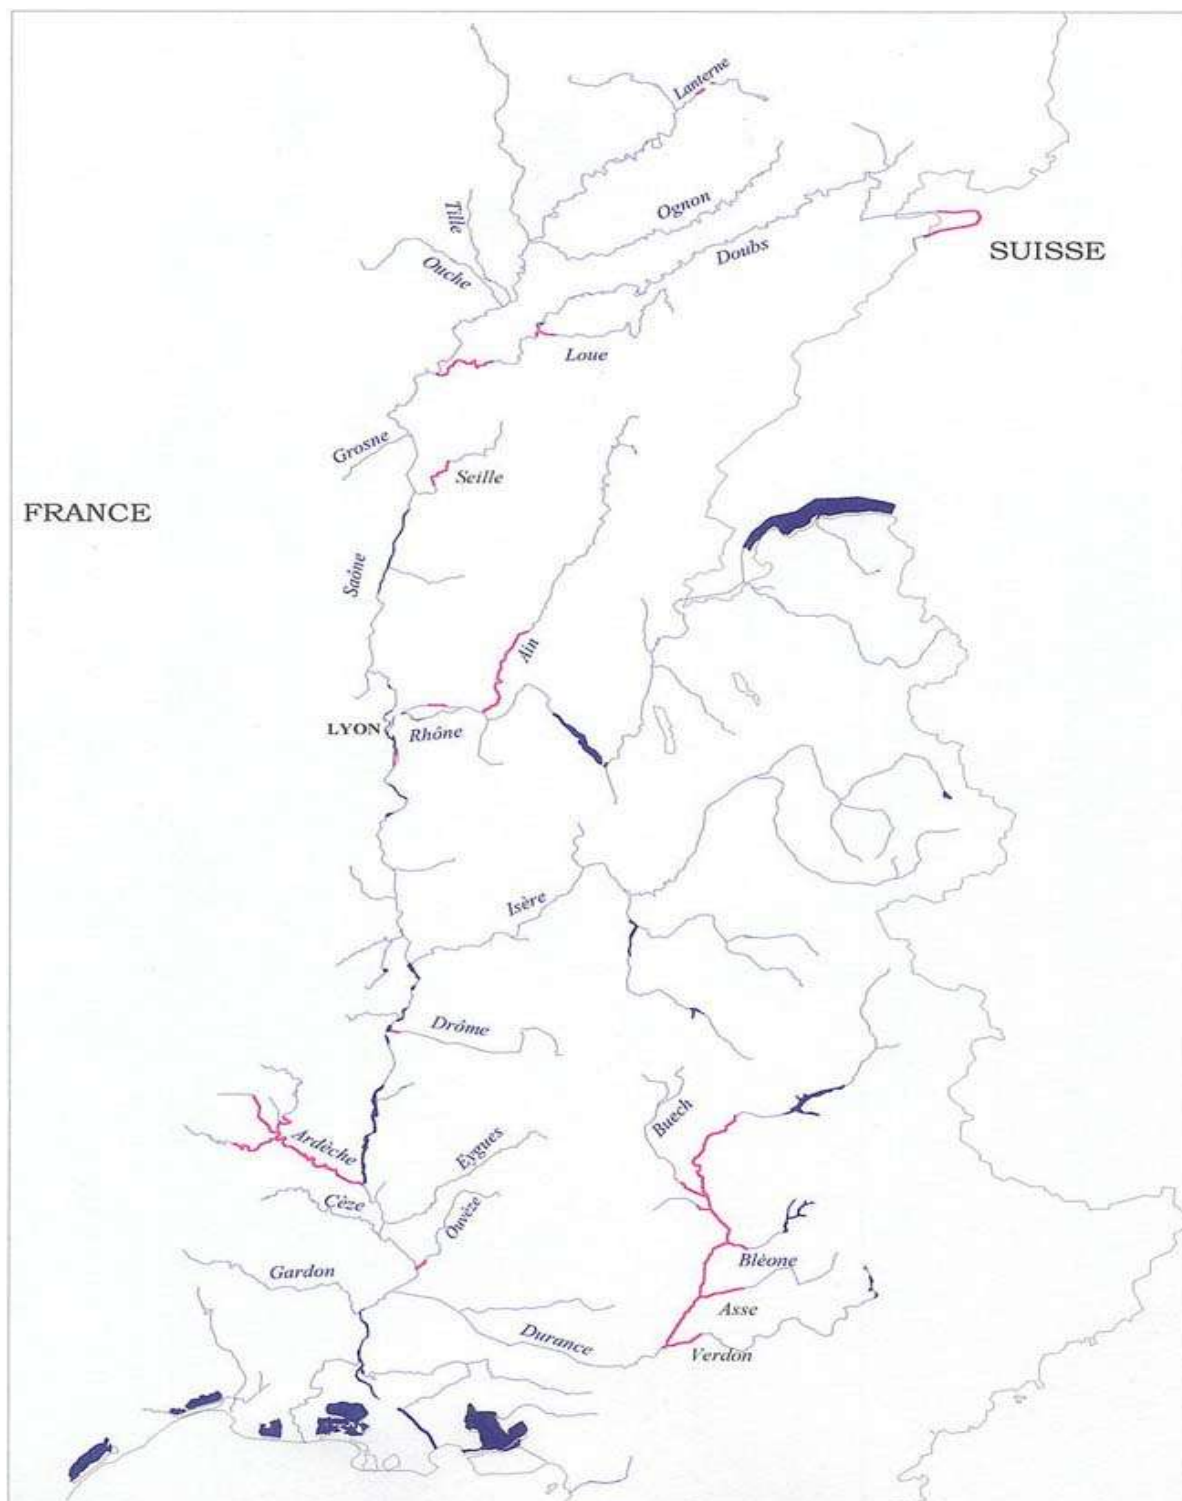 Lanterne
Tille
Ognon
Ouche
Doubs
SUISSE
Loue
Grosne
Seille
FRANCE
Saône
Ain
LYON
Rhône
Isère
Drôme
Buech
Ardèche
Eygues
Cèze
Ouvèze
Gardon
Blèone
Asse
Durance
Verdon